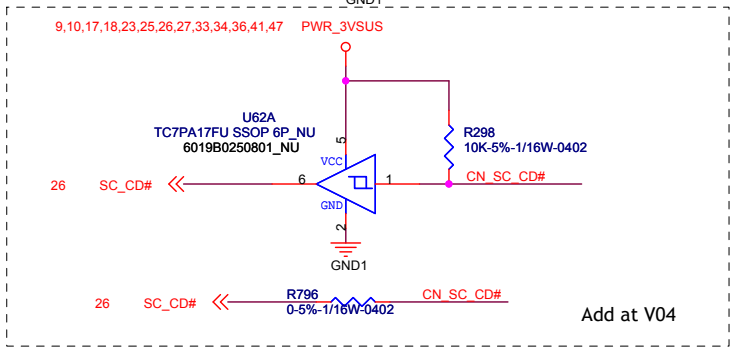 GND1
9,10,17,18,23,25,26,27,33,34,36,41,47 PWR_3VSUS
U62A
TC7PA17FU SSOP 6P_NU
6019B0250801_NU
5
VCC
R298
10K-5%-1/16W-0402
26 SC_CD#
6
1
CN_SC_CD#
GND
2
GND1
26 SC_CD#
R796
0-5%-1/16W-0402
CN_SC_CD#
Add at V04